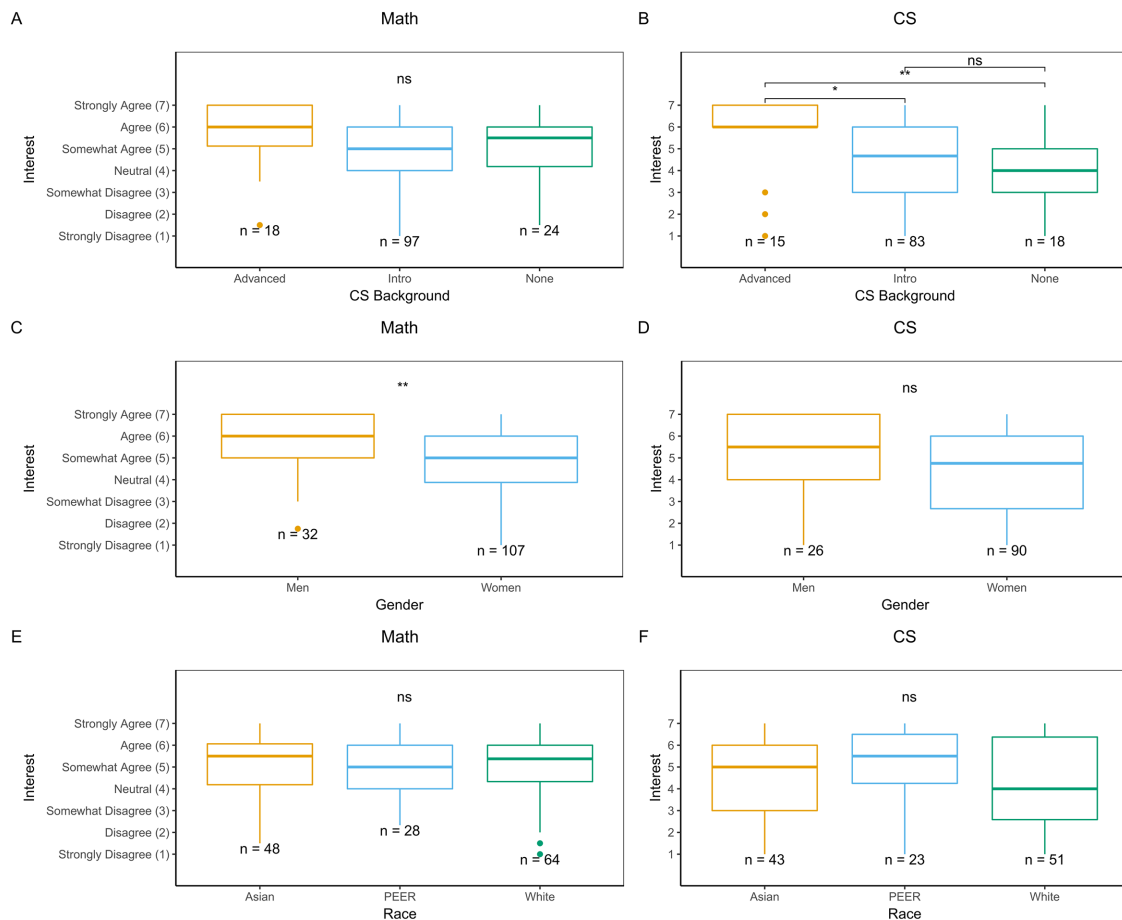 A
Math
Interest
ns
Strongly Agree (7)
Agree (6)
Somewhat Agree (5)
Neutral (4)
Somewhat Disagree (3)
Disagree (2)
Strongly Disagree (1)
n = 18
n = 97
n = 24
Advanced
Intro
None
CS Background
B
CS
Interest
ns
**
*
7
6
5
4
3
2
1
n = 15
n = 83
n = 18
Advanced
Intro
None
CS Background
C
Math
Interest
**
Strongly Agree (7)
Agree (6)
Somewhat Agree (5)
Neutral (4)
Somewhat Disagree (3)
Disagree (2)
Strongly Disagree (1)
n = 32
n = 107
Men
Women
Gender
D
CS
Interest
ns
7
6
5
4
3
2
1
n = 26
n = 90
Men
Women
Gender
E
Math
Interest
ns
Strongly Agree (7)
Agree (6)
Somewhat Agree (5)
Neutral (4)
Somewhat Disagree (3)
Disagree (2)
Strongly Disagree (1)
n = 48
n = 28
n = 64
Asian
PEER
White
Race
F
CS
Interest
ns
7
6
5
4
3
2
1
n = 43
n = 23
n = 51
Asian
PEER
White
Race